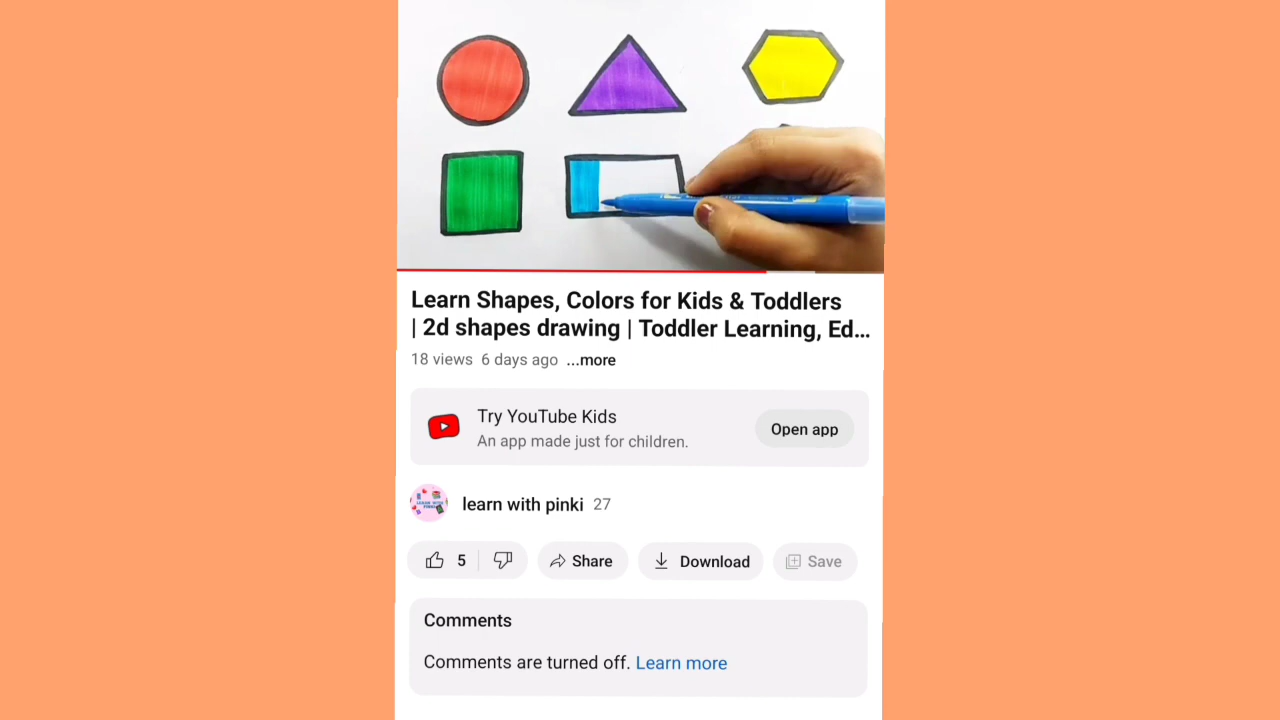 Learn Shapes, Colors for Kids & Toddlers
| 2d shapes drawing | Toddler Learning, Ed...
18 views 6 days ago ...more
Try YouTube Kids
An app made just for children.
Open app
learn with pinki 27
5 Share Download Save
Comments
Comments are turned off. Learn more